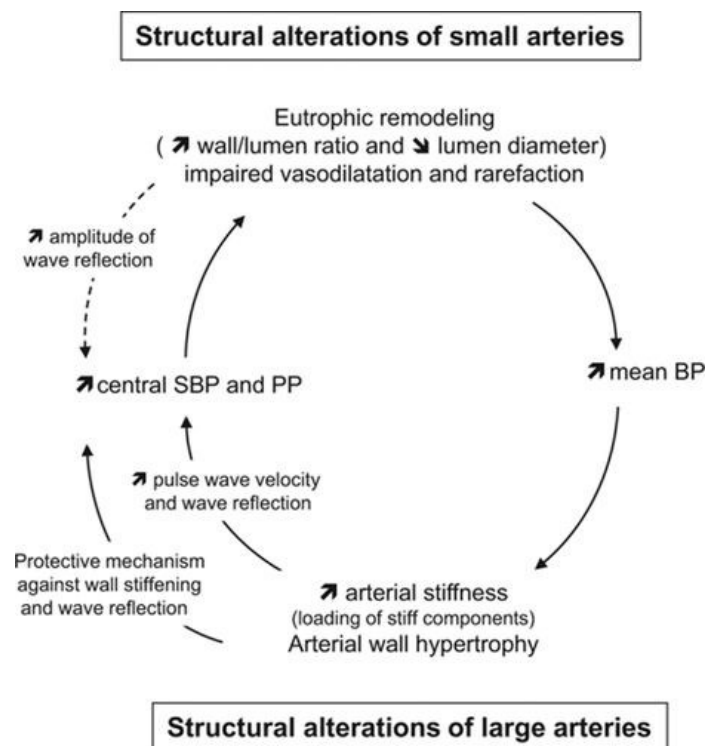 Structural alterations of small arteries
Eutrophic remodeling
( ↗ wall/lumen ratio and ↘ lumen diameter)
impaired vasodilatation and rarefaction
↗ amplitude of
wave reflection
↗ central SBP and PP
↗ mean BP
↗ pulse wave velocity
and wave reflection
Protective mechanism
against wall stiffening
and wave reflection
↗ arterial stiffness
(loading of stiff components)
Arterial wall hypertrophy
Structural alterations of large arteries